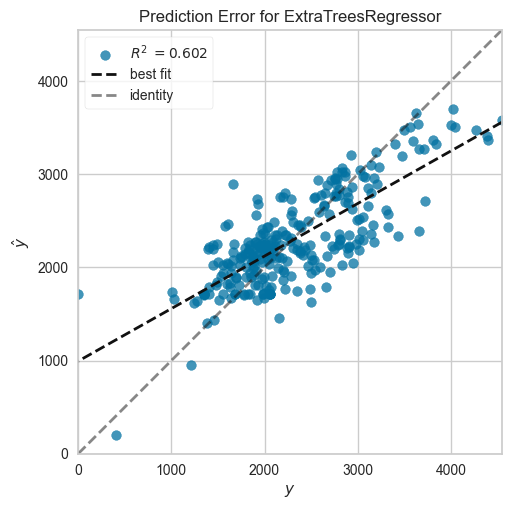 Prediction Error for ExtraTreesRegressor
R² = 0.602
best fit
identity
4000
3000
2000
1000
0
ŷ
0 1000 2000 3000 4000
y